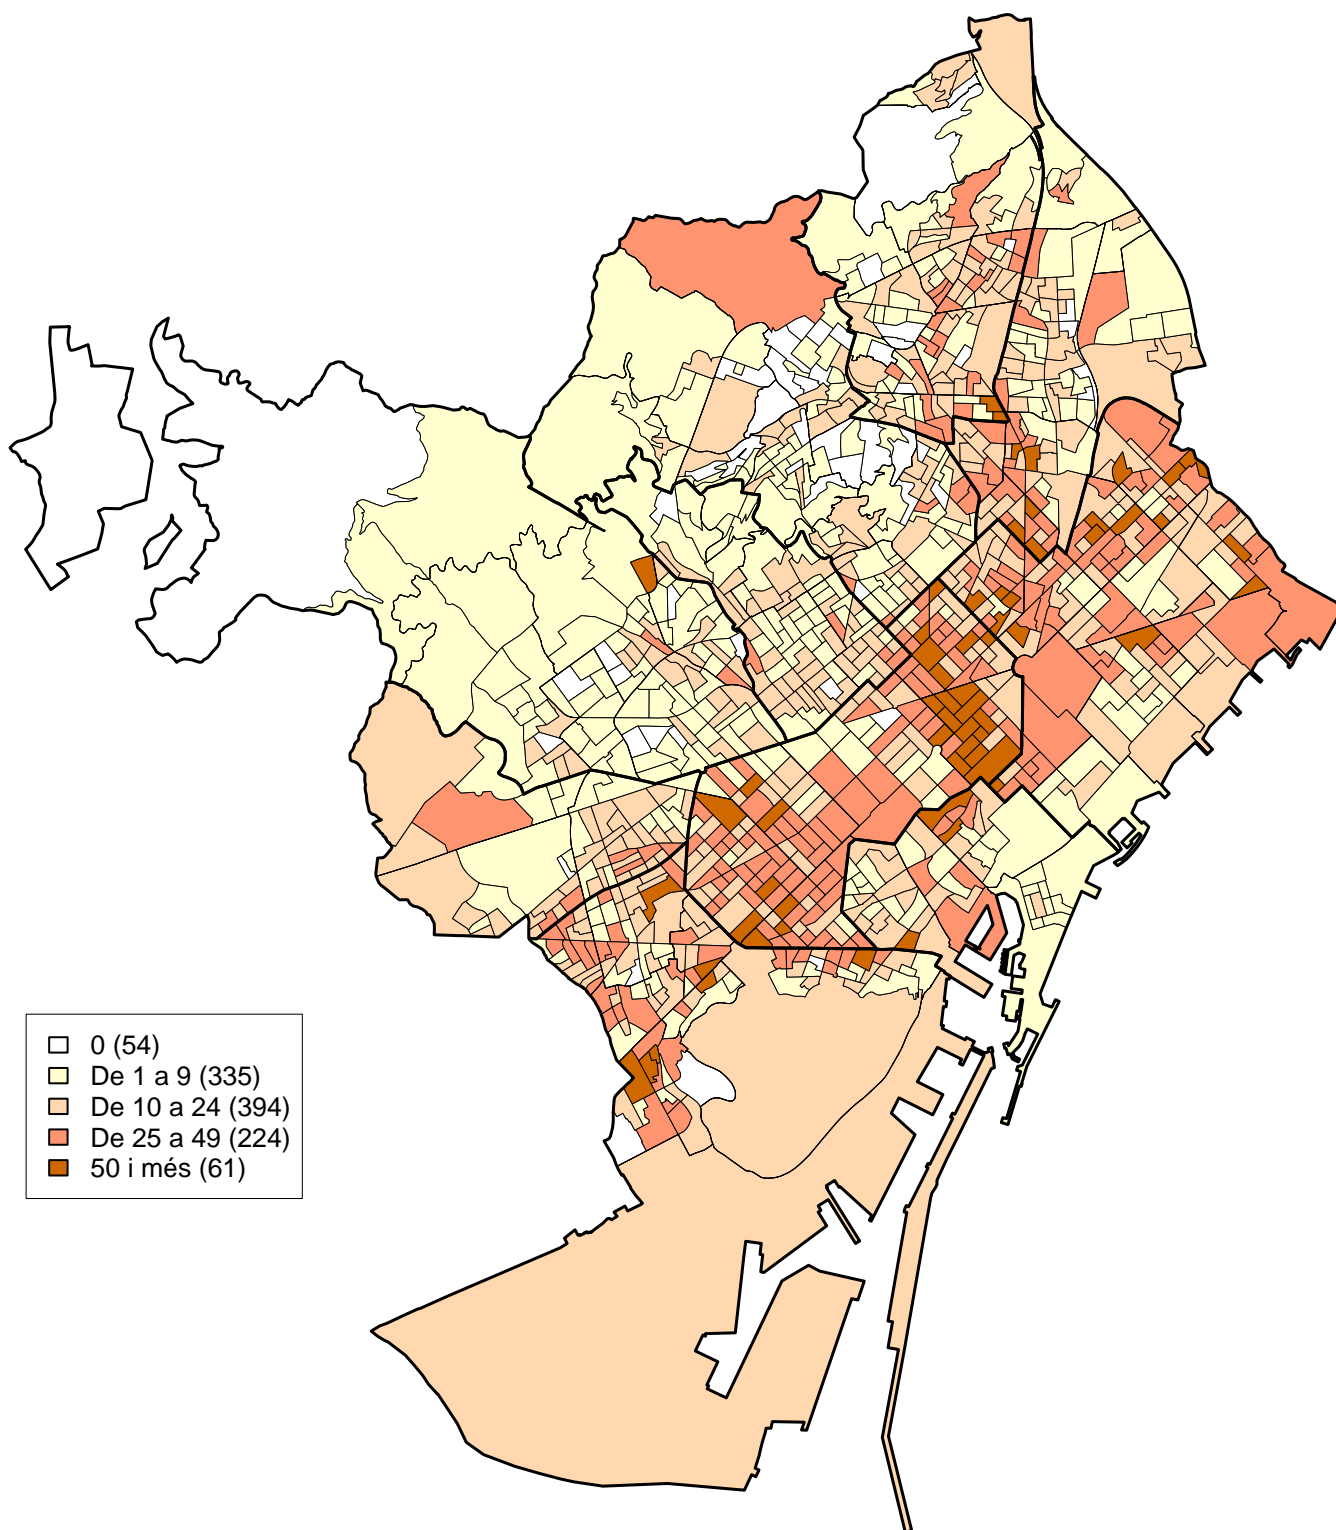 0 (54)
De 1 a 9 (335)
De 10 a 24 (394)
De 25 a 49 (224)
50 i més (61)